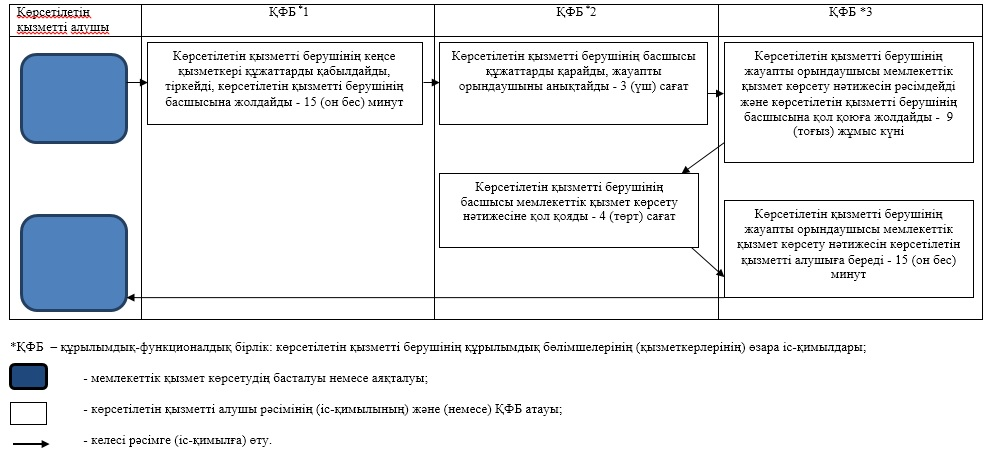 Көрсетілетін
қызметті алушы
ҚФБ *1
ҚФБ *2
ҚФБ *3
Көрсетілетін қызметті берушінің кеңсе
қызметкері құжаттарды қабылдайды,
тіркейді, көрсетілетін қызметті берушінің
басшысына жолдайды - 15 (он бес) минут
Көрсетілетін қызметті берушінің басшысы
құжаттарды қарайды, жауапты
орындаушыны анықтайды - 3 (үш) сағат
Көрсетілетін қызметті берушінің
жауапты орындаушысы мемлекеттік
қызмет көрсету нәтижесін рәсімдейді
және көрсетілетін қызметті берушінің
басшысына қол қоюға жолдайды - 9
(тоғыз) жұмыс күні
Көрсетілетін қызметті берушінің
басшысы мемлекеттік қызмет көрсету
нәтижесіне қол қояды - 4 (төрт) сағат
Көрсетілетін қызметті берушінің
жауапты орындаушысы мемлекеттік
қызмет көрсету нәтижесін көрсетілетін
қызметті алушыға береді - 15 (он бес)
минут
*ҚФБ – құрылымдық-функционалдық бірлік: көрсетілетін қызметті берушінің құрылымдық бөлімшелерінің (қызметкерлерінің) өзара іс-қимылдары;
- мемлекеттік қызмет көрсетудің басталуы немесе аяқталуы;
- көрсетілетін қызметті алушы рәсімінің (іс-қимылының) және (немесе) ҚФБ атауы;
- келесі рәсімге (іс-қимылға) өту.